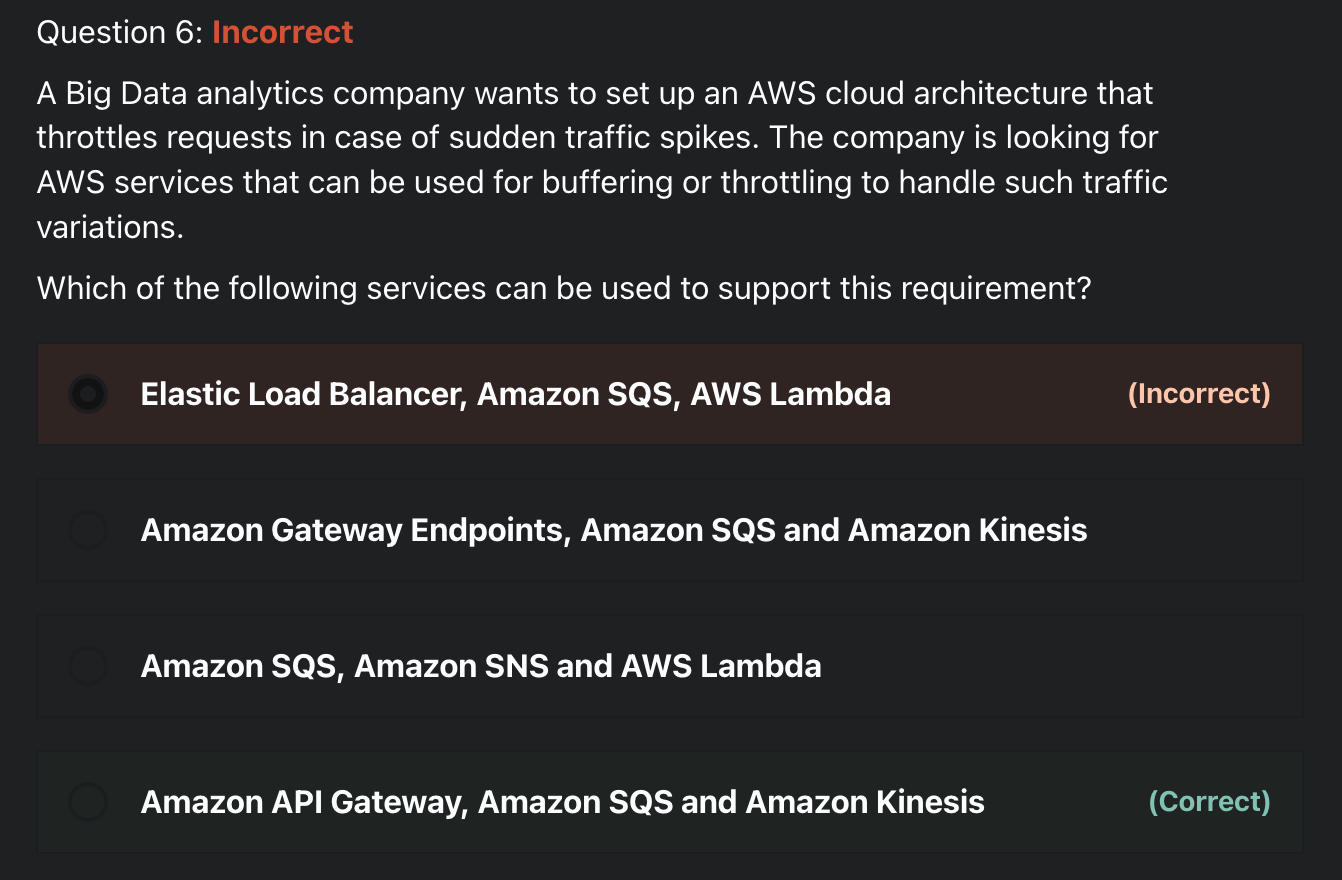 Question 6: Incorrect
A Big Data analytics company wants to set up an AWS cloud architecture that
throttles requests in case of sudden traffic spikes. The company is looking for
AWS services that can be used for buffering or throttling to handle such traffic
variations.
Which of the following services can be used to support this requirement?
Elastic Load Balancer, Amazon SQS, AWS Lambda (Incorrect)
Amazon Gateway Endpoints, Amazon SQS and Amazon Kinesis
Amazon SQS, Amazon SNS and AWS Lambda
Amazon API Gateway, Amazon SQS and Amazon Kinesis (Correct)